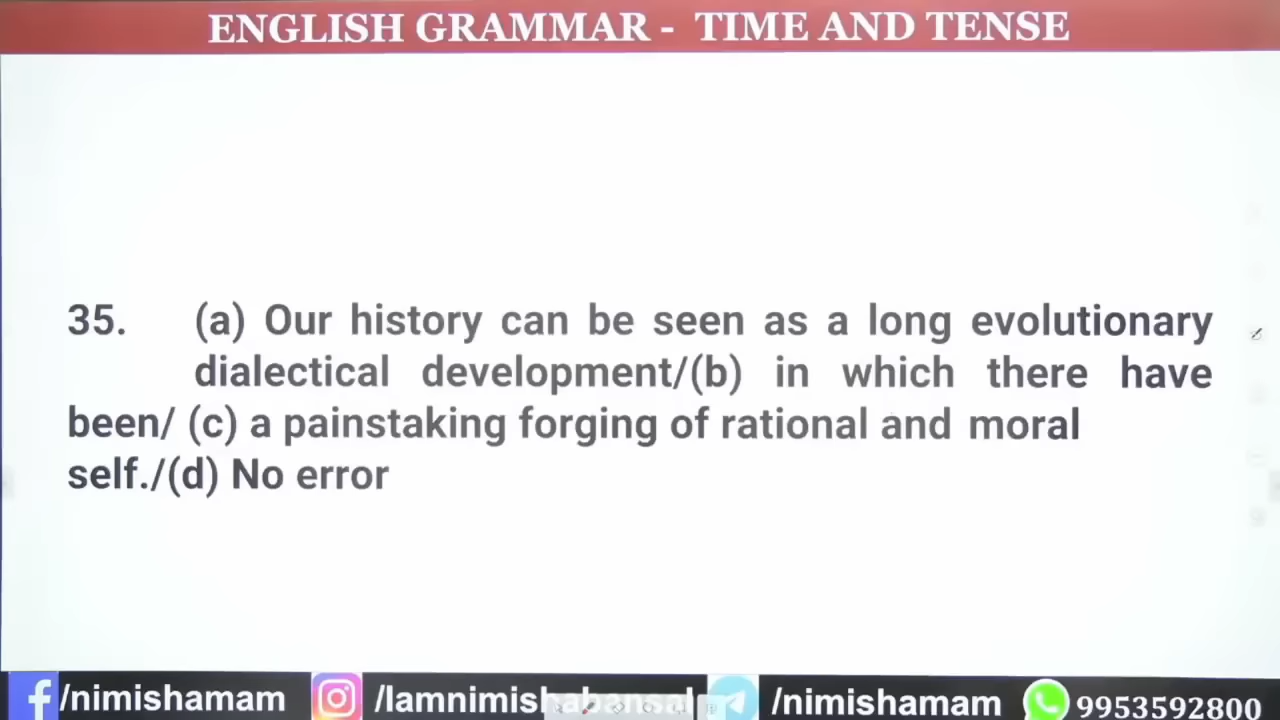 ENGLISH GRAMMAR - TIME AND TENSE
35. (a) Our history can be seen as a long evolutionary
dialectical development/(b) in which there have
been/ (c) a painstaking forging of rational and moral
self./(d) No error
/nimishamam /Iamnimishabansal /nimishamam 9953592800